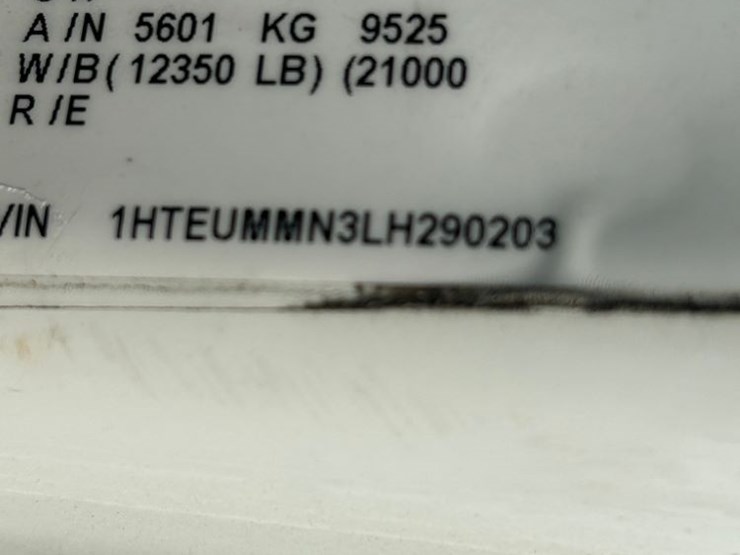 A/N 5601 KG 9525
W/B(12350 LB) (21000
R/E
/IN 1HTEUMMN3LH290203